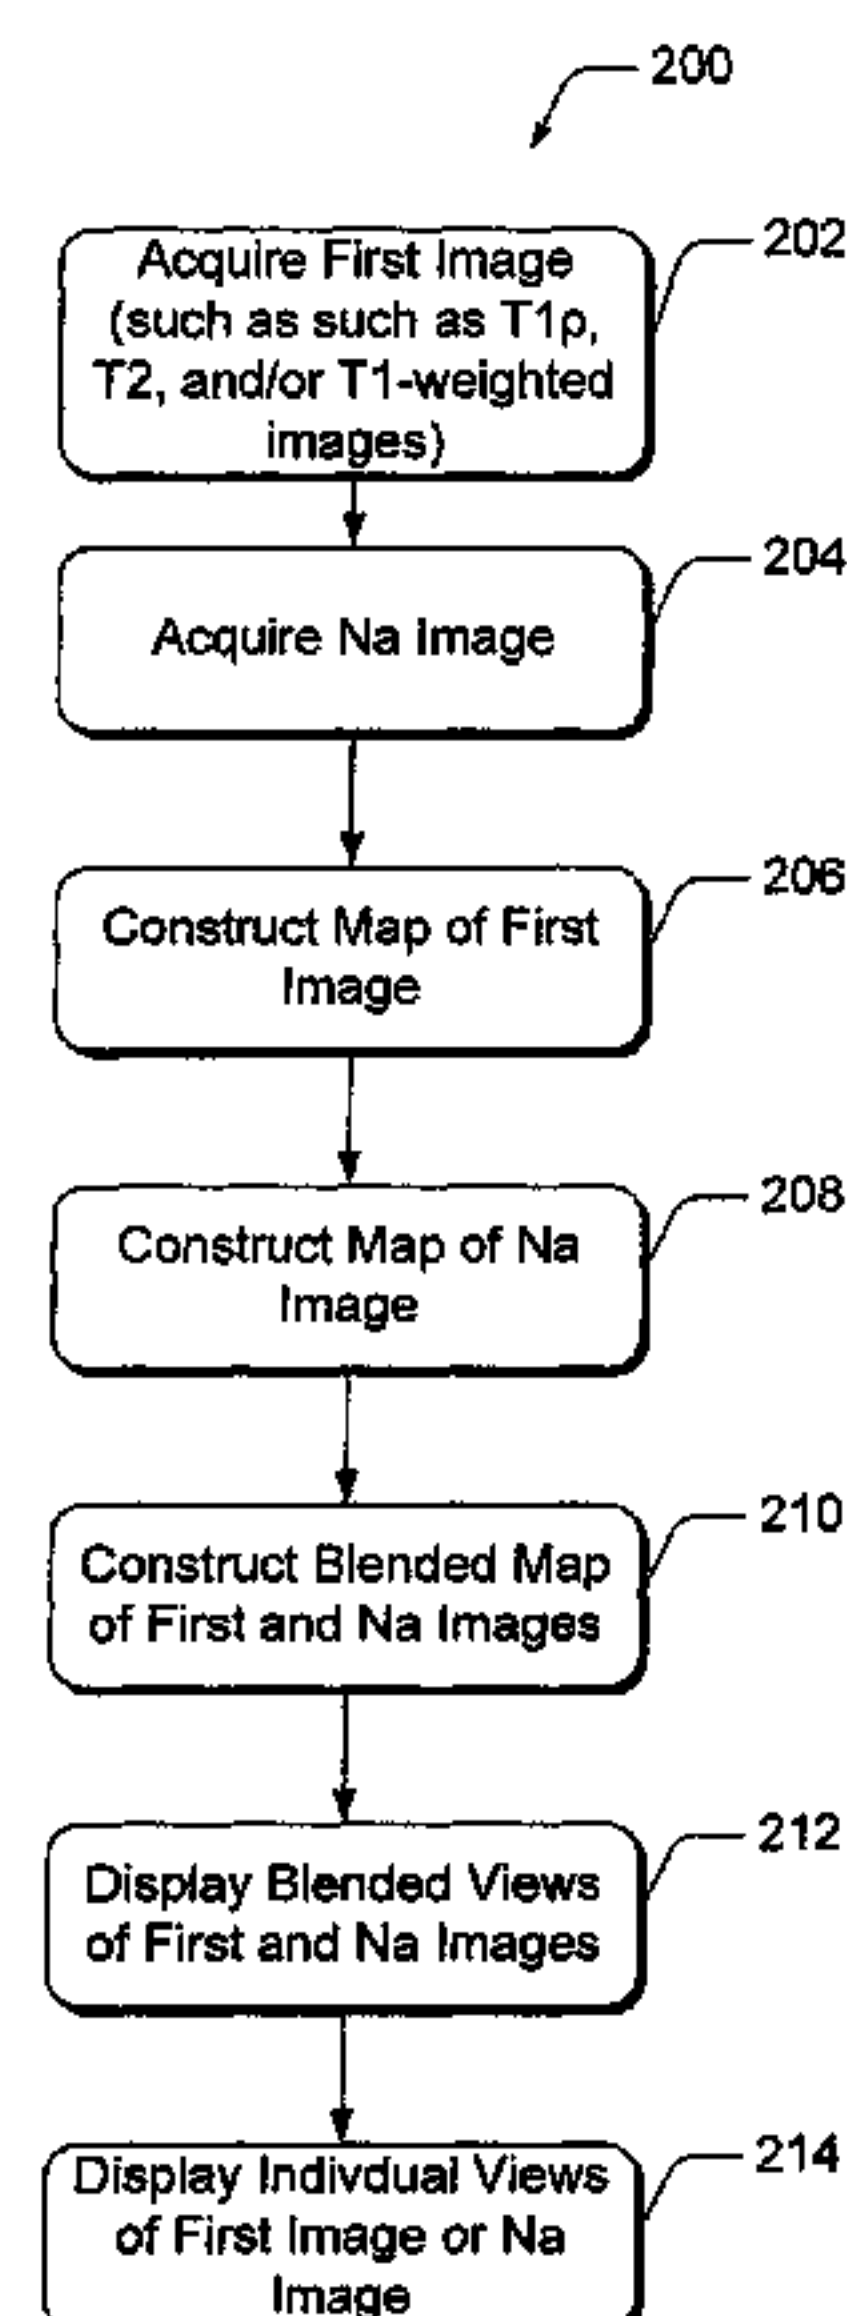 200
202
Acquire First Image
(such as such as T1ρ,
T2, and/or T1-weighted
images)
204
Acquire Na Image
206
Construct Map of First
Image
208
Construct Map of Na
Image
210
Construct Blended Map
of First and Na Images
212
Display Blended Views
of First and Na Images
214
Display Indivdual Views
of First Image or Na
Image